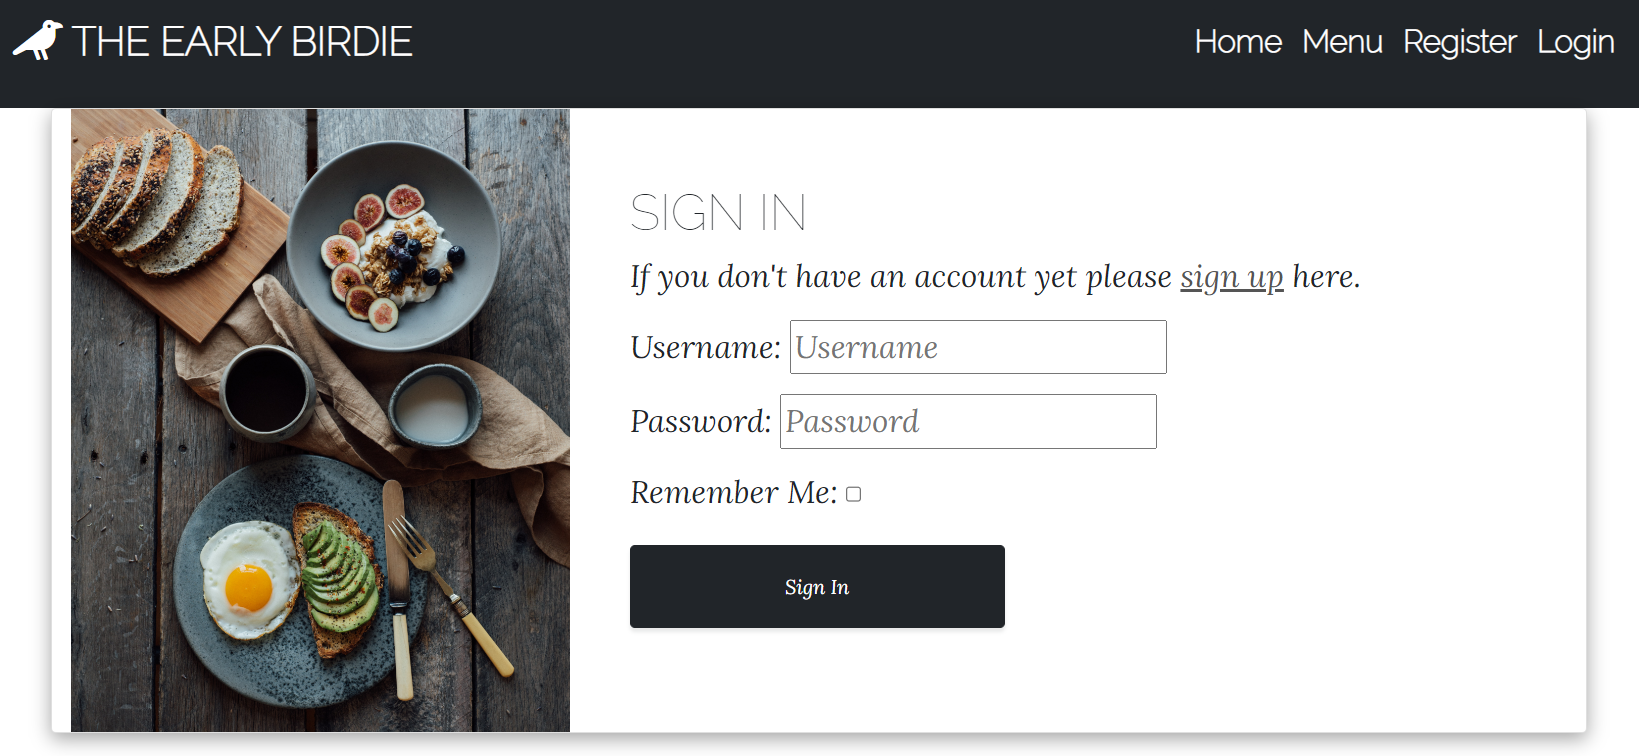 THE EARLY BIRDIE
Home Menu Register Login
SIGN IN
If you don't have an account yet please sign up here.
Username: Username
Password: Password
Remember Me:
Sign In